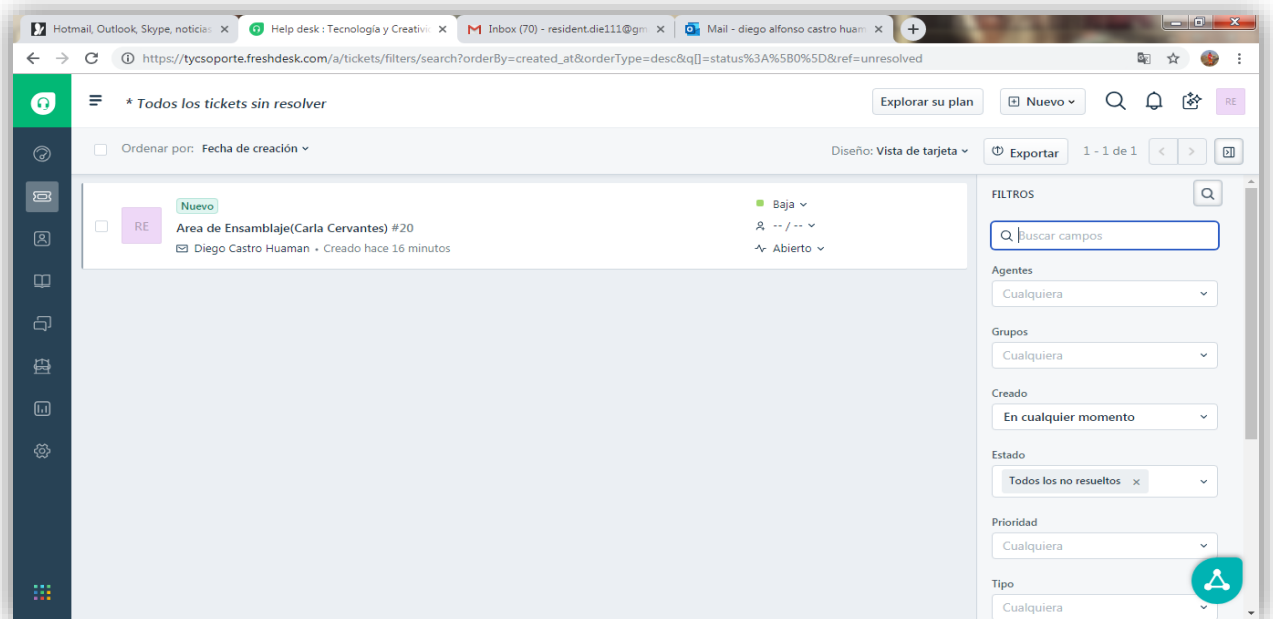 Hotmail, Outlook, Skype, noticias
Help desk : Tecnología y Creativi
Inbox (70) - resident.die111@gm
Mail - diego alfonso castro huam
https://tycsoporte.freshdesk.com/a/tickets/filters/search?orderBy=created_at&orderType=desc&q[]=status%3A%5B0%5D&ref=unresolved
* Todos los tickets sin resolver
Explorar su plan
Nuevo
RE
Ordenar por: Fecha de creación
Diseño: Vista de tarjeta
Exportar
1 - 1 de 1
Nuevo
RE
Area de Ensamblaje(Carla Cervantes) #20
Diego Castro Huaman • Creado hace 16 minutos
Baja
-- / --
Abierto
FILTROS
Buscar campos
Agentes
Cualquiera
Grupos
Cualquiera
Creado
En cualquier momento
Estado
Todos los no resueltos ×
Prioridad
Cualquiera
Tipo
Cualquiera